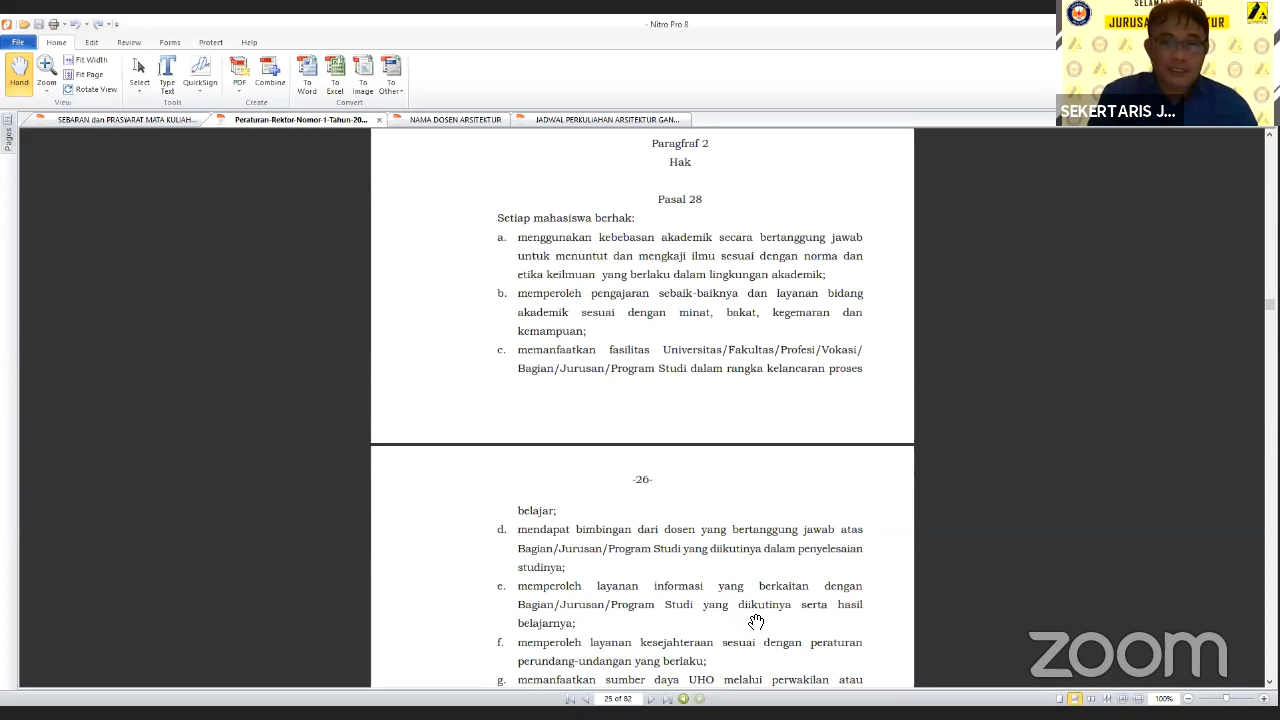 - Nitro Pro 8
File Home Edit Review Forms Protect Help
Hand
Zoom
Fit Width
Fit Page
Rotate View
View
Select
Type Text
QuickSign
Tools
PDF
Combine
Create
To Word
To Excel
To Image
To Other
Convert
SEBARAN dan PRASYARAT MATA KULIAH...
Peraturan-Rektor-Nomor-1-Tahun-20...
NAMA DOSEN ARSITEKTUR
JADWAL PERKULIAHAN ARSITEKTUR GAN...
Pages
SEKERTARIS J...
Paragfraf 2
Hak
Pasal 28
Setiap mahasiswa berhak:
a. menggunakan kebebasan akademik secara bertanggung jawab
untuk menuntut dan mengkaji ilmu sesuai dengan norma dan
etika keilmuan yang berlaku dalam lingkungan akademik;
b. memperoleh pengajaran sebaik-baiknya dan layanan bidang
akademik sesuai dengan minat, bakat, kegemaran dan
kemampuan;
c. memanfaatkan fasilitas Universitas/Fakultas/Profesi/Vokasi/
Bagian/Jurusan/Program Studi dalam rangka kelancaran proses
-26-
belajar;
d. mendapat bimbingan dari dosen yang bertanggung jawab atas
Bagian/Jurusan/Program Studi yang diikutinya dalam penyelesaian
studinya;
e. memperoleh layanan informasi yang berkaitan dengan
Bagian/Jurusan/Program Studi yang diikutinya serta hasil
belajarnya;
f. memperoleh layanan kesejahteraan sesuai dengan peraturan
perundang-undangan yang berlaku;
g. memanfaatkan sumber daya UHO melalui perwakilan atau
zoom
25 of 82
100%